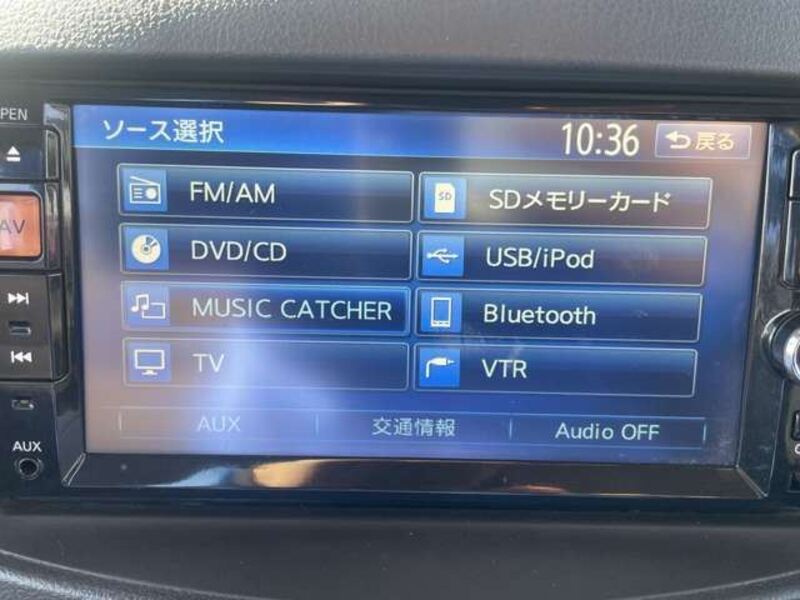 PEN
ソース選択
10:36
戻る
AV
FM/AM
SD
SDメモリーカード
DVD/CD
USB/iPod
MUSIC CATCHER
Bluetooth
TV
VTR
AUX
交通情報
Audio OFF
AUX